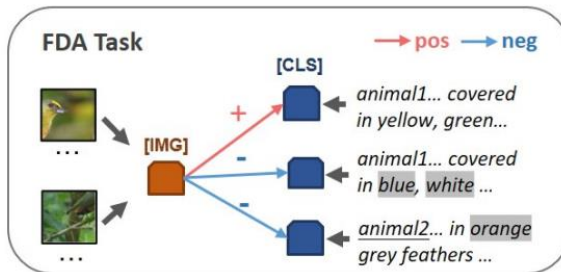 FDA Task
pos
neg
[CLS]
[IMG]
+
-
-
animal1... covered
in yellow, green...
animal1... covered
in blue, white ...
animal2... in orange
grey feathers ...
...
...